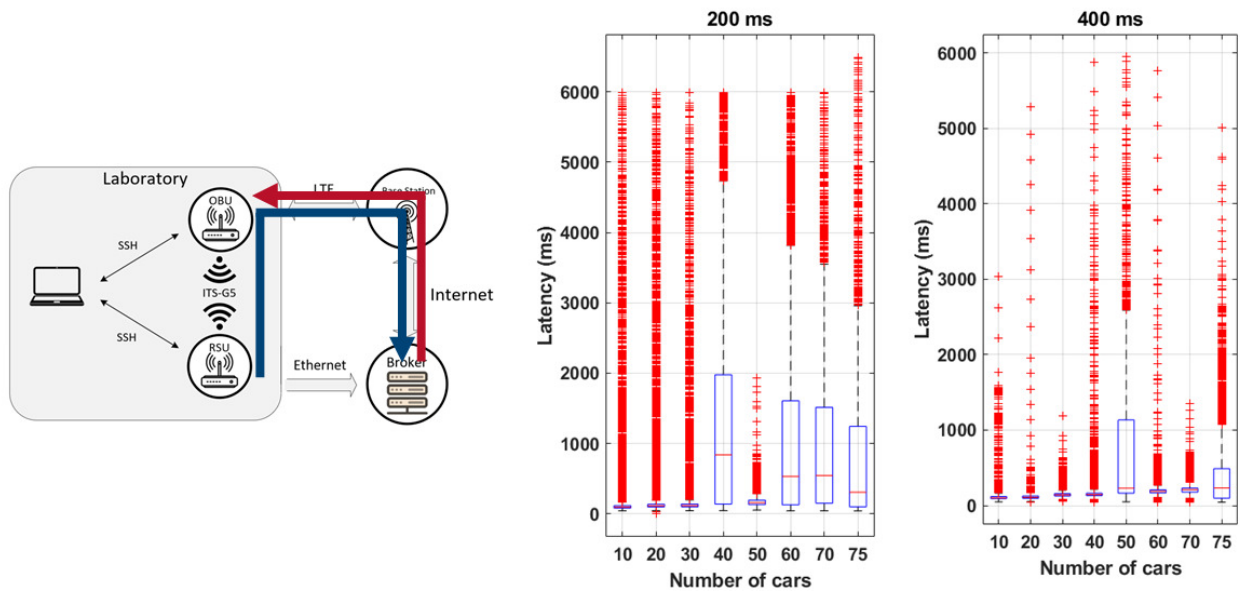 Laboratory
OBU
LTE
Base Station
SSH
ITS-G5
Internet
SSH
RSU
Ethernet
Broker
200 ms
Latency (ms)
6000
5000
4000
3000
2000
1000
0
10 20 30 40 50 60 70 75
Number of cars
400 ms
Latency (ms)
6000
5000
4000
3000
2000
1000
0
10 20 30 40 50 60 70 75
Number of cars